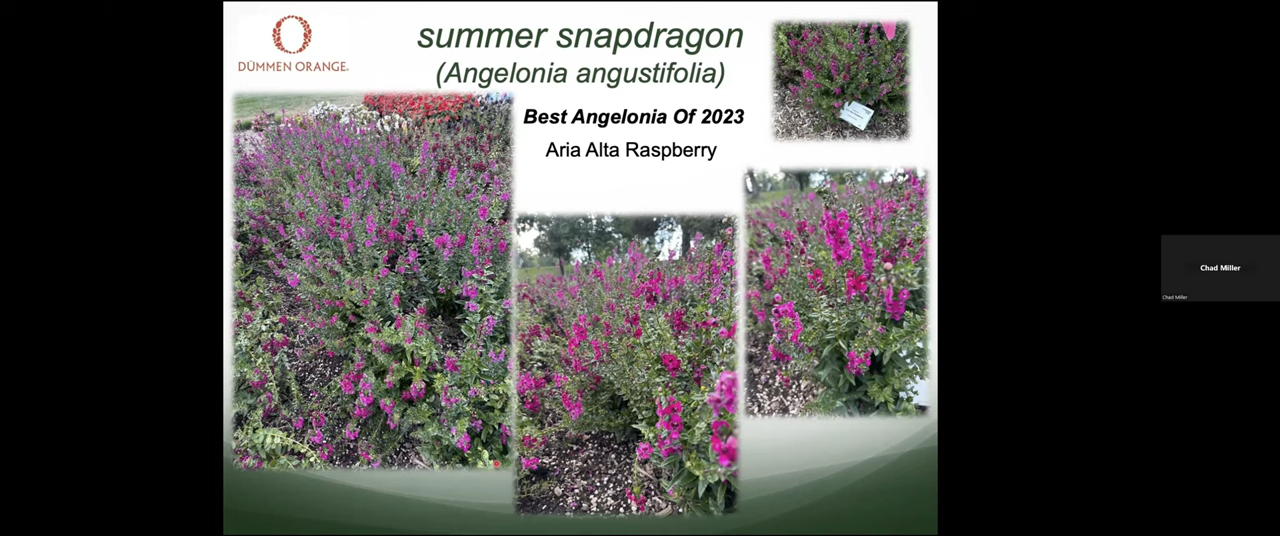 DÜMMEN ORANGE®
summer snapdragon
(Angelonia angustifolia)
Best Angelonia Of 2023
Aria Alta Raspberry
Chad Miller
Chad Miller